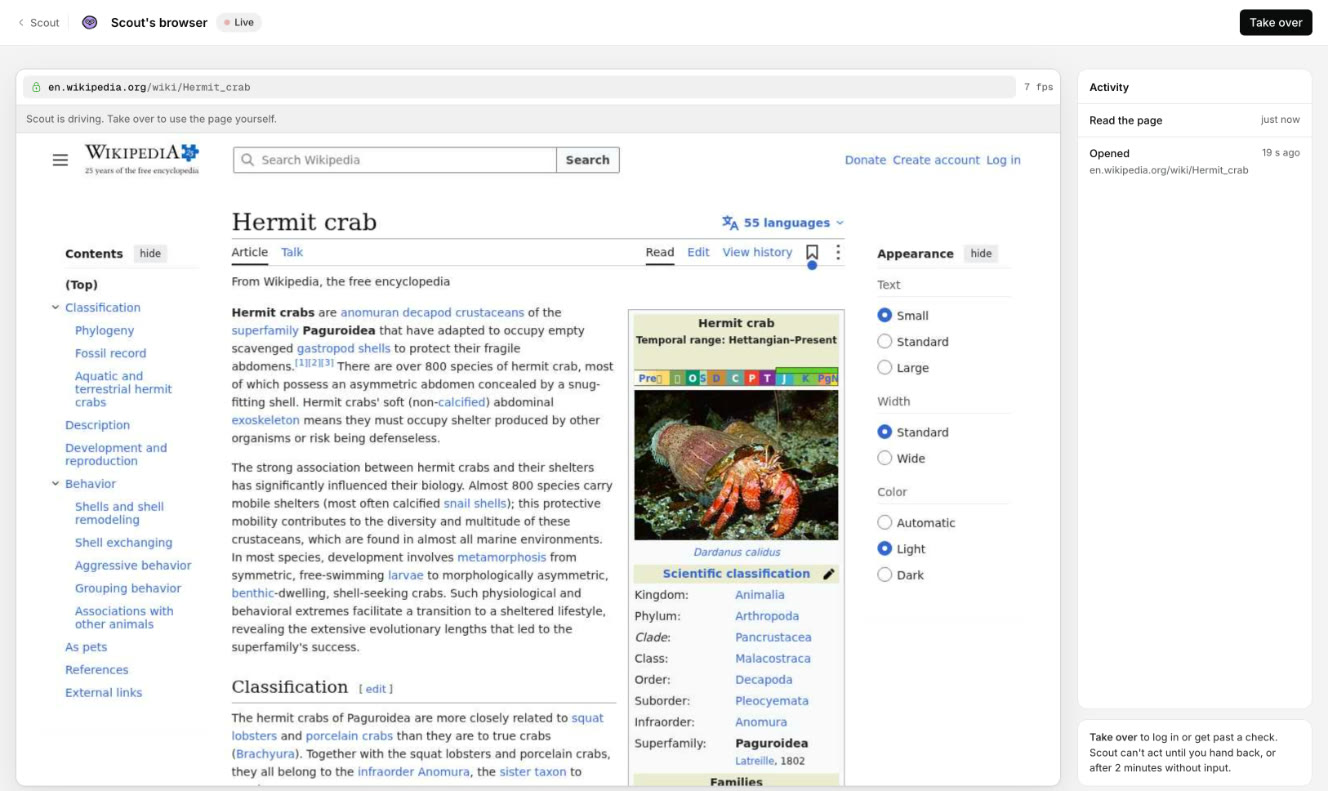 Scout
Scout's browser
Live
Take over
en.wikipedia.org/wiki/Hermit_crab
7 fps
Scout is driving. Take over to use the page yourself.
WIKIPEDIA
25 years of the free encyclopedia
Search Wikipedia
Search
Donate Create account Log in
Contents
hide
(Top)
Classification
Phylogeny
Fossil record
Aquatic and
terrestrial hermit
crabs
Description
Development and
reproduction
Behavior
Shells and shell
remodeling
Shell exchanging
Aggressive behavior
Grouping behavior
Associations with
other animals
As pets
References
External links
Hermit crab
55 languages
Article Talk
Read Edit View history
From Wikipedia, the free encyclopedia
Hermit crabs are anomuran decapod crustaceans of the
superfamily Paguroidea that have adapted to occupy empty
scavenged gastropod shells to protect their fragile
abdomens.[1][2][3] There are over 800 species of hermit crab, most
of which possess an asymmetric abdomen concealed by a snug-
fitting shell. Hermit crabs' soft (non-calcified) abdominal
exoskeleton means they must occupy shelter produced by other
organisms or risk being defenseless.
The strong association between hermit crabs and their shelters
has significantly influenced their biology. Almost 800 species carry
mobile shelters (most often calcified snail shells); this protective
mobility contributes to the diversity and multitude of these
crustaceans, which are found in almost all marine environments.
In most species, development involves metamorphosis from
symmetric, free-swimming larvae to morphologically asymmetric,
benthic-dwelling, shell-seeking crabs. Such physiological and
behavioral extremes facilitate a transition to a sheltered lifestyle,
revealing the extensive evolutionary lengths that led to the
superfamily's success.
Classification [ edit ]
The hermit crabs of Paguroidea are more closely related to squat
lobsters and porcelain crabs than they are to true crabs
(Brachyura). Together with the squat lobsters and porcelain crabs,
they all belong to the infraorder Anomura, the sister taxon to
Hermit crab
Temporal range: Hettangian–Present
O S D C P T J K PgN
Dardanus calidus
Scientific classification
Kingdom: Animalia
Phylum: Arthropoda
Clade: Pancrustacea
Class: Malacostraca
Order: Decapoda
Suborder: Pleocyemata
Infraorder: Anomura
Superfamily: Paguroidea
Latreille, 1802
Families
Appearance
hide
Text
Small
Standard
Large
Width
Standard
Wide
Color
Automatic
Light
Dark
Activity
Read the page just now
Opened 19 s ago
en.wikipedia.org/wiki/Hermit_crab
Take over to log in or get past a check.
Scout can't act until you hand back, or
after 2 minutes without input.